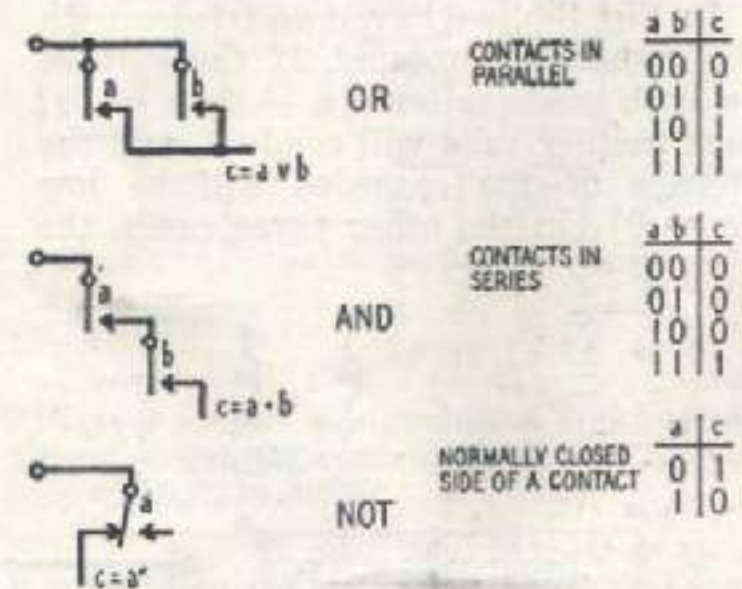 a b c
CONTACTS IN
PARALLEL
a b
OR
0 0 0
0 1 1
1 0 1
1 1 1
c = a v b
a b c
CONTACTS IN
SERIES
a
AND
0 0 0
0 1 0
1 0 0
1 1 1
b
c = a • b
a c
NORMALLY CLOSED
SIDE OF A CONTACT
0 1
1 0
a
NOT
c = a'